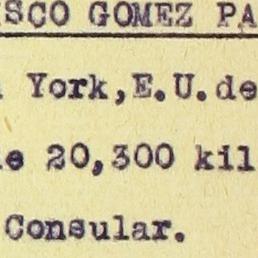 SCO GOMEZ PA
York,E.U.de
20,300 kil
Consular.